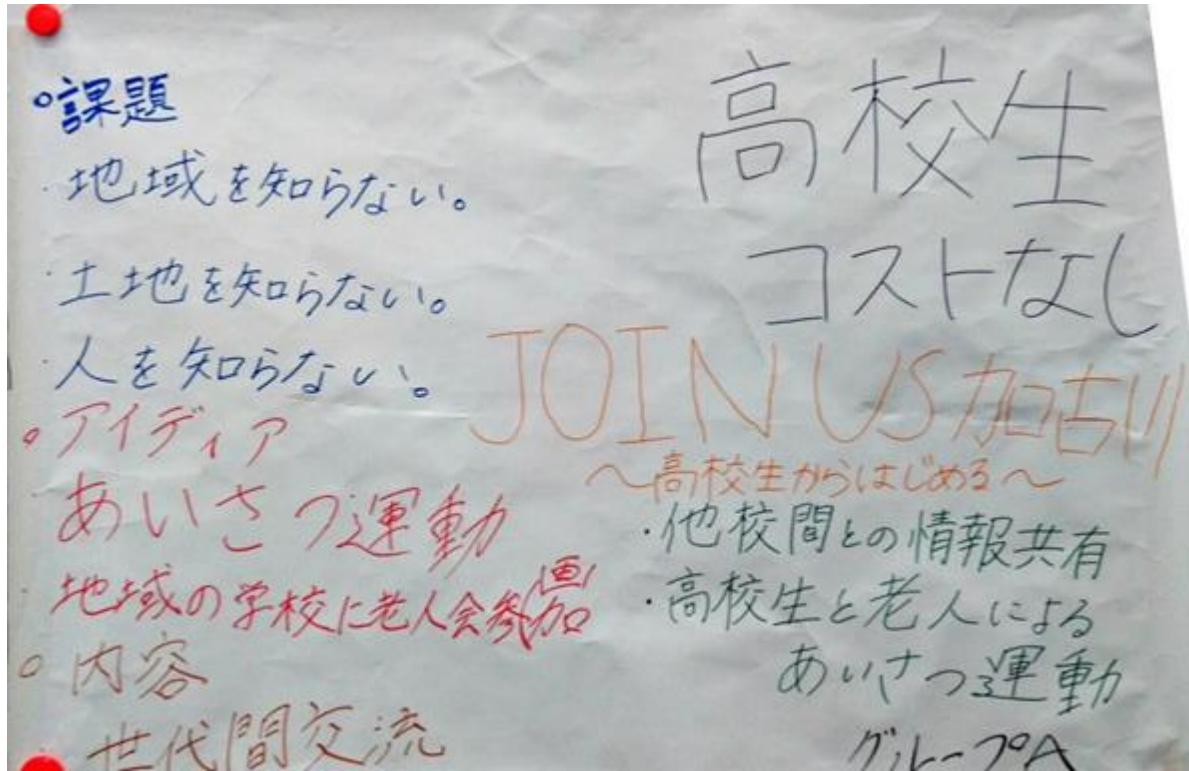 。課題
・地域を知らない。
・土地を知らない。
・人を知らない。
。アイディア
あいさつ運動
地域の学校に老人会参加
画
。内容
世代間交流
高校生
コストなし
JOIN US 加古川
～高校生からはじめる～
・他校間との情報共有
・高校生と老人による
あいさつ運動
グループA